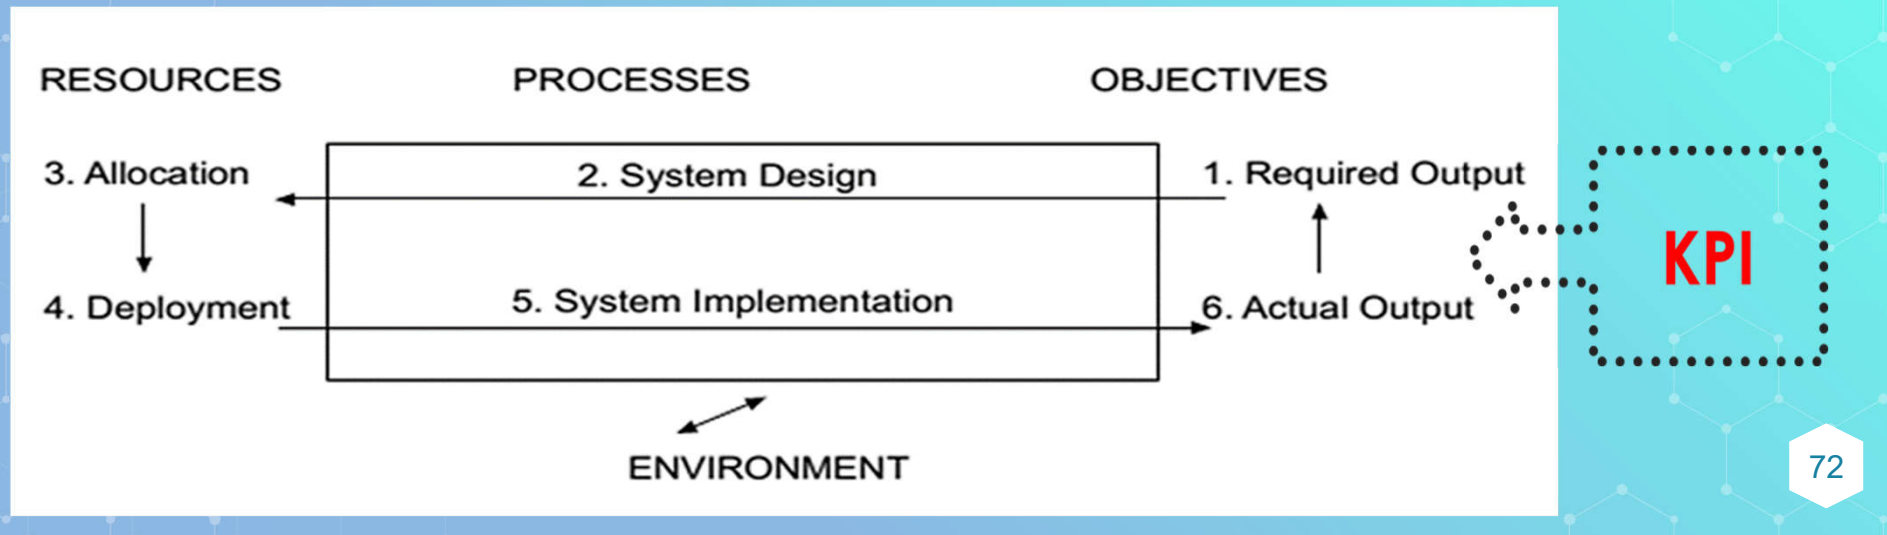 RESOURCES PROCESSES OBJECTIVES
3. Allocation 2. System Design 1. Required Output
KPI
4. Deployment 5. System Implementation 6. Actual Output
ENVIRONMENT
72